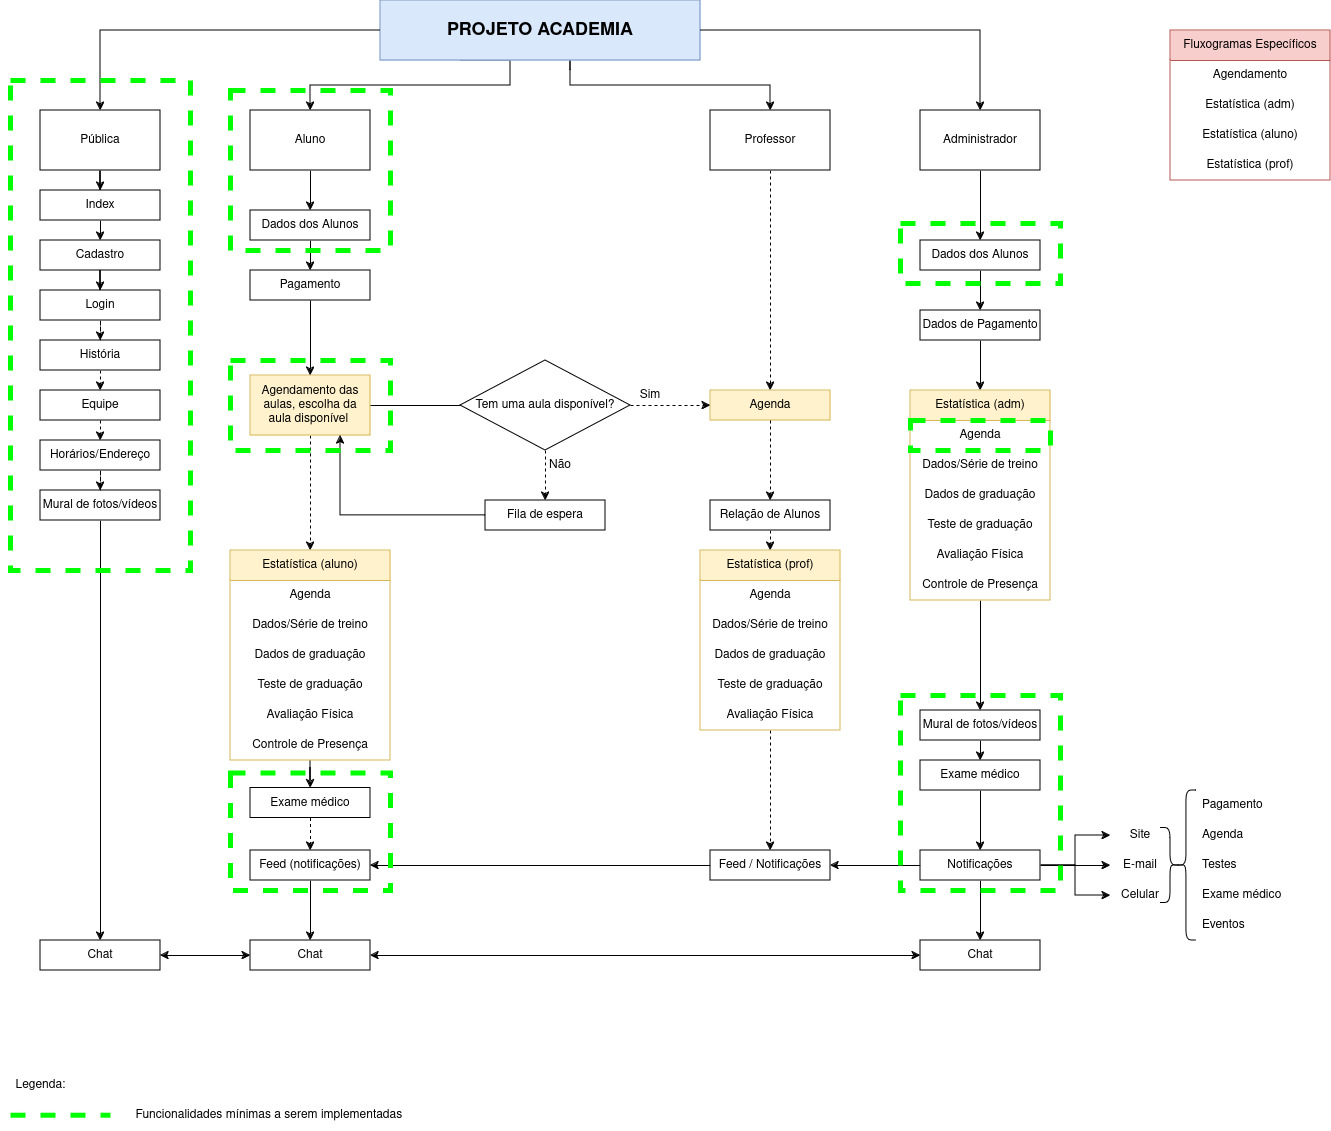 PROJETO ACADEMIA
Pública
Index
Cadastro
Login
História
Equipe
Horários/Endereço
Mural de fotos/vídeos
Chat
Aluno
Dados dos Alunos
Pagamento
Agendamento das
aulas, escolha da
aula disponível
Tem uma aula disponível?
Sim
Não
Fila de espera
Estatística (aluno)
Agenda
Dados/Série de treino
Dados de graduação
Teste de graduação
Avaliação Física
Controle de Presença
Exame médico
Feed (notificações)
Chat
Professor
Agenda
Relação de Alunos
Estatística (prof)
Agenda
Dados/Série de treino
Dados de graduação
Teste de graduação
Avaliação Física
Feed / Notificações
Administrador
Dados dos Alunos
Dados de Pagamento
Estatística (adm)
Agenda
Dados/Série de treino
Dados de graduação
Teste de graduação
Avaliação Física
Controle de Presença
Mural de fotos/vídeos
Exame médico
Notificações
Chat
Site
E-mail
Celular
Pagamento
Agenda
Testes
Exame médico
Eventos
Fluxogramas Específicos
Agendamento
Estatística (adm)
Estatística (aluno)
Estatística (prof)
Legenda:
Funcionalidades mínimas a serem implementadas